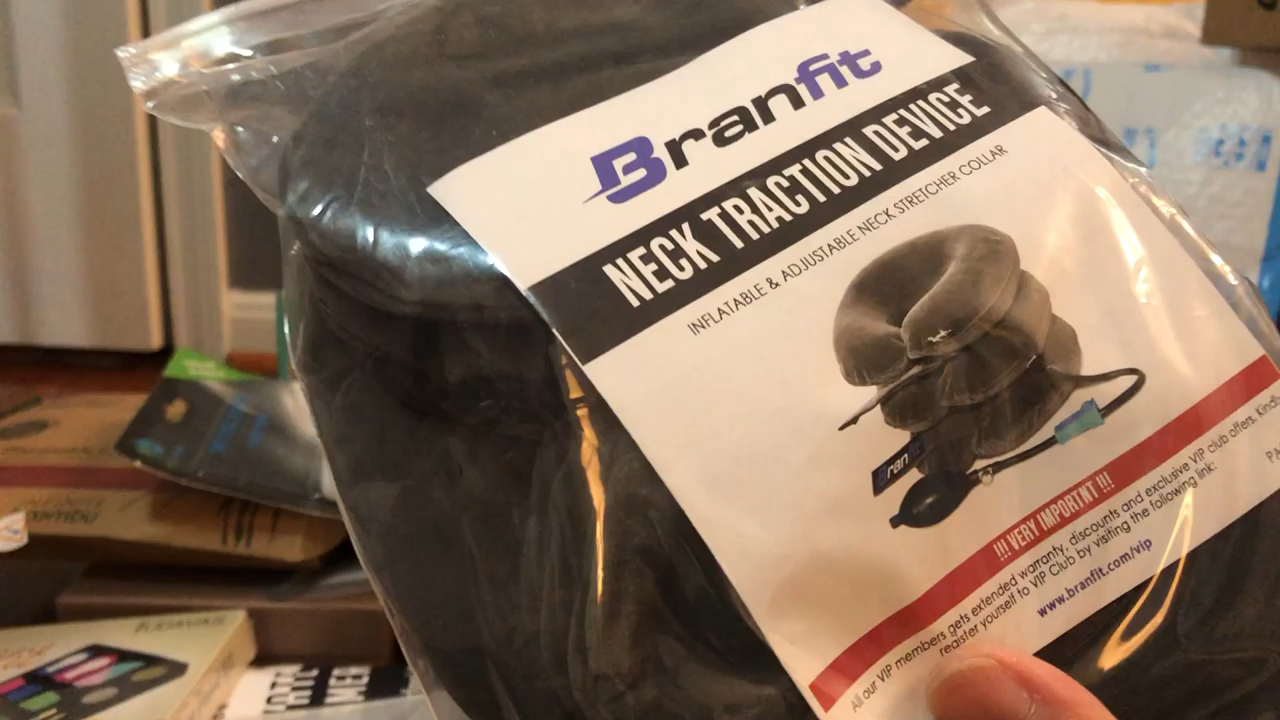 Branfit
NECK TRACTION DEVICE
INFLATABLE & ADJUSTABLE NECK STRETCHER COLLAR
Bran
!!! VERY IMPORTNT !!!
All our VIP members gets extended warranty, discounts and exclusive VIP club offers. Kindly
register yourself to VIP Club by visiting the following link:
www.branfit.com/vip
PA